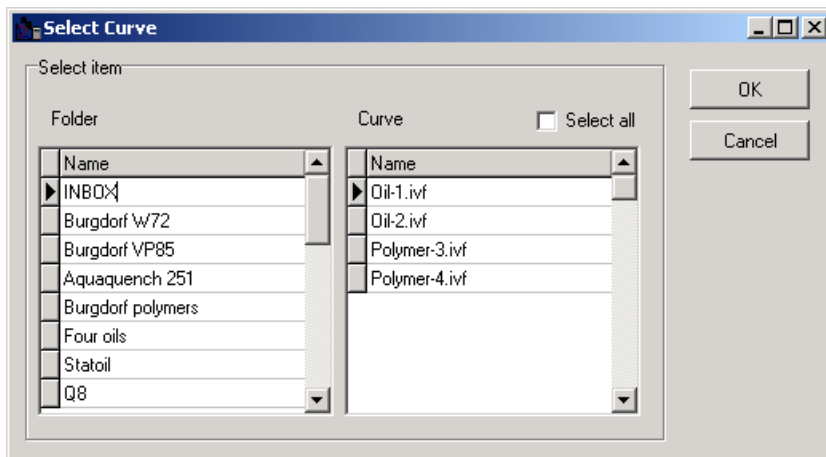 Select Curve
Select item
OK
Folder
Curve
Select all
Cancel
Name
Name
INBOX
Oil-1.ivf
Burgdorf W72
Oil-2.ivf
Burgdorf VP85
Polymer-3.ivf
Aquaquench 251
Polymer-4.ivf
Burgdorf polymers
Four oils
Statoil
Q8